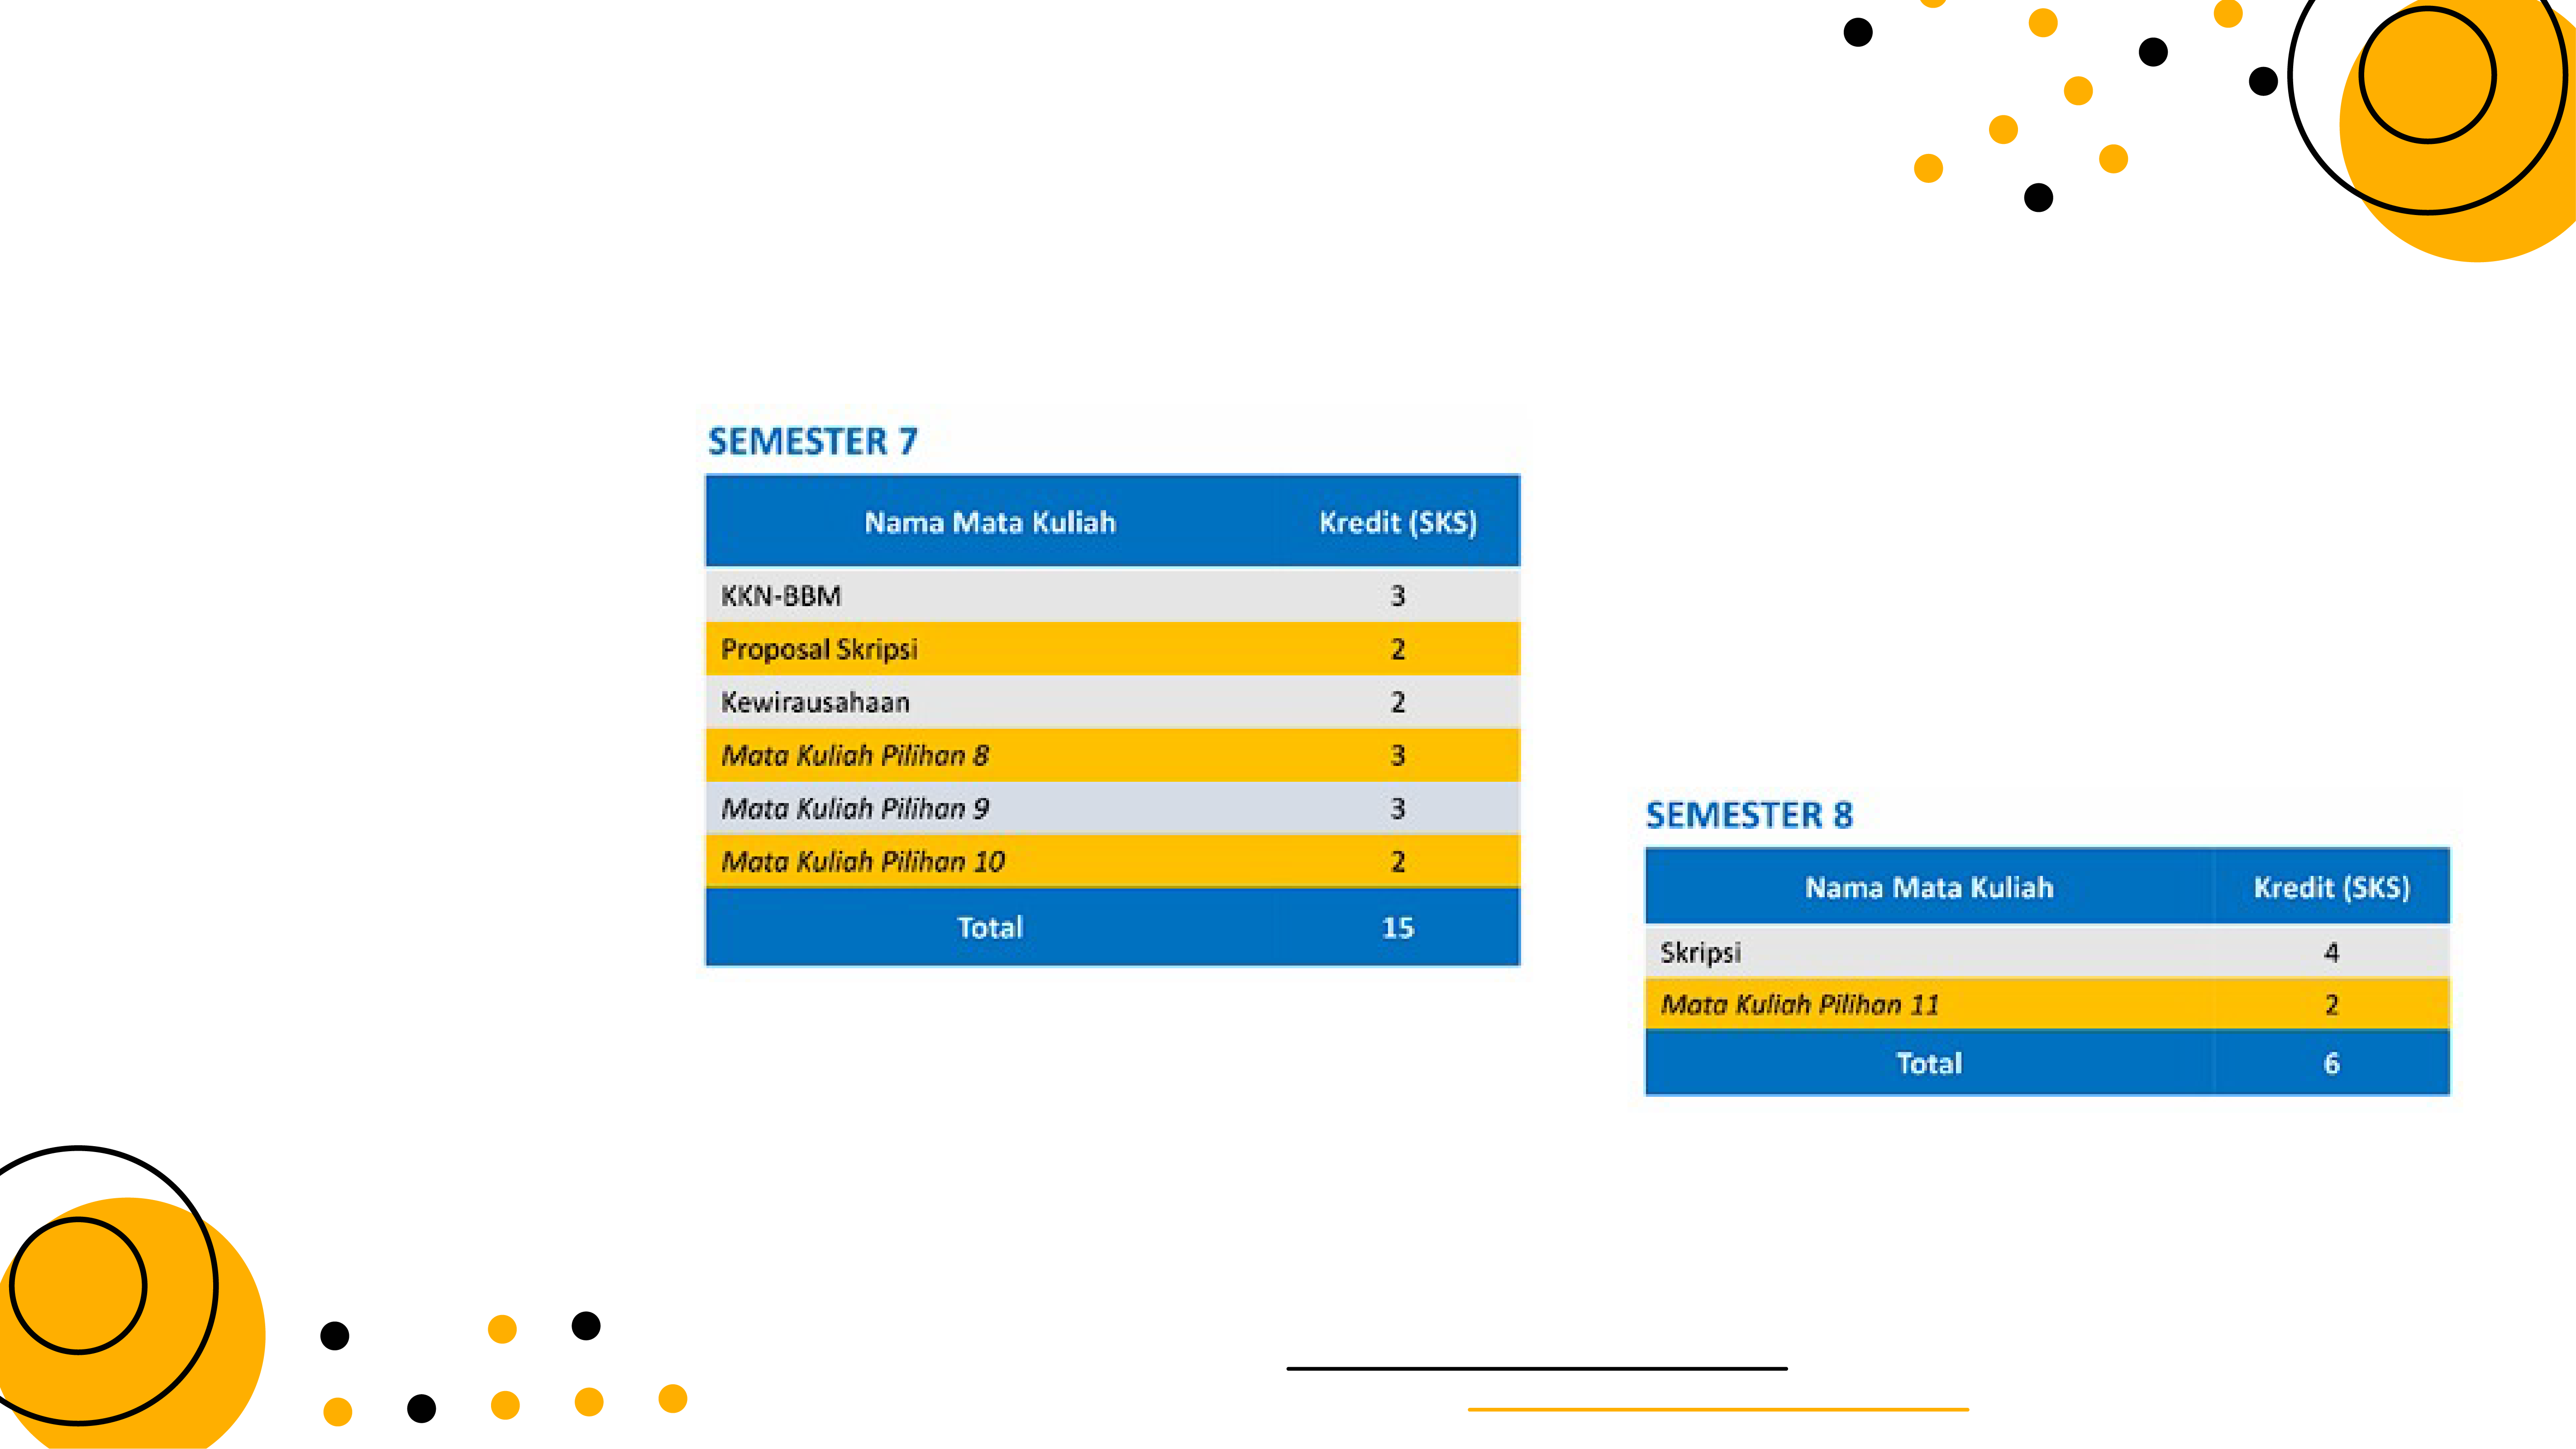 SEMESTER 7
Nama Mata Kuliah Kredit (SKS)
KKN-BBM 3
Proposal Skripsi 2
Kewirausahaan 2
Mata Kuliah Pilihan 8 3
Mata Kuliah Pilihan 9 3
Mata Kuliah Pilihan 10 2
Total 15
SEMESTER 8
Nama Mata Kuliah Kredit (SKS)
Skripsi 4
Mata Kuliah Pilihan 11 2
Total 6